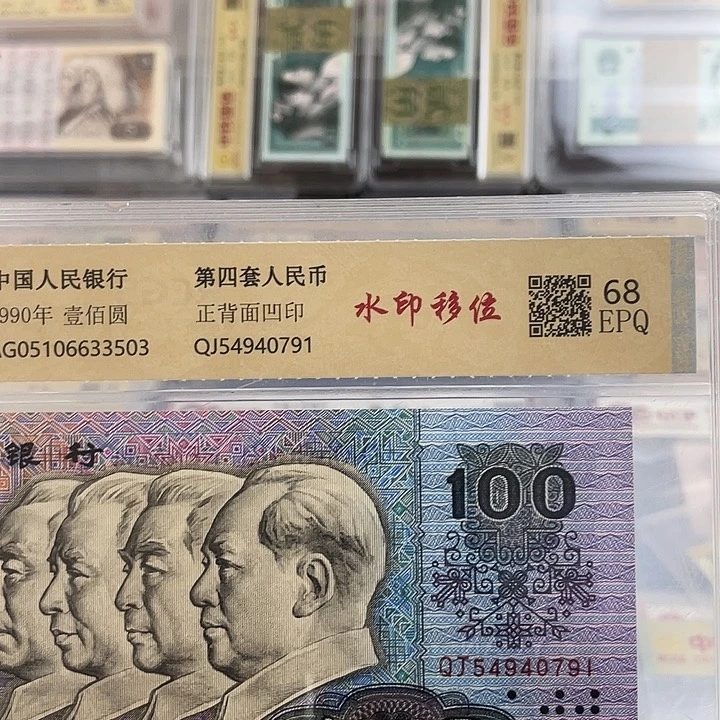 中国人民银行
990年 壹佰圆
AG05106633503
第四套人民币
正背面凹印
QJ54940791
水印移位
68
EPQ
银行
100
QJ54940791